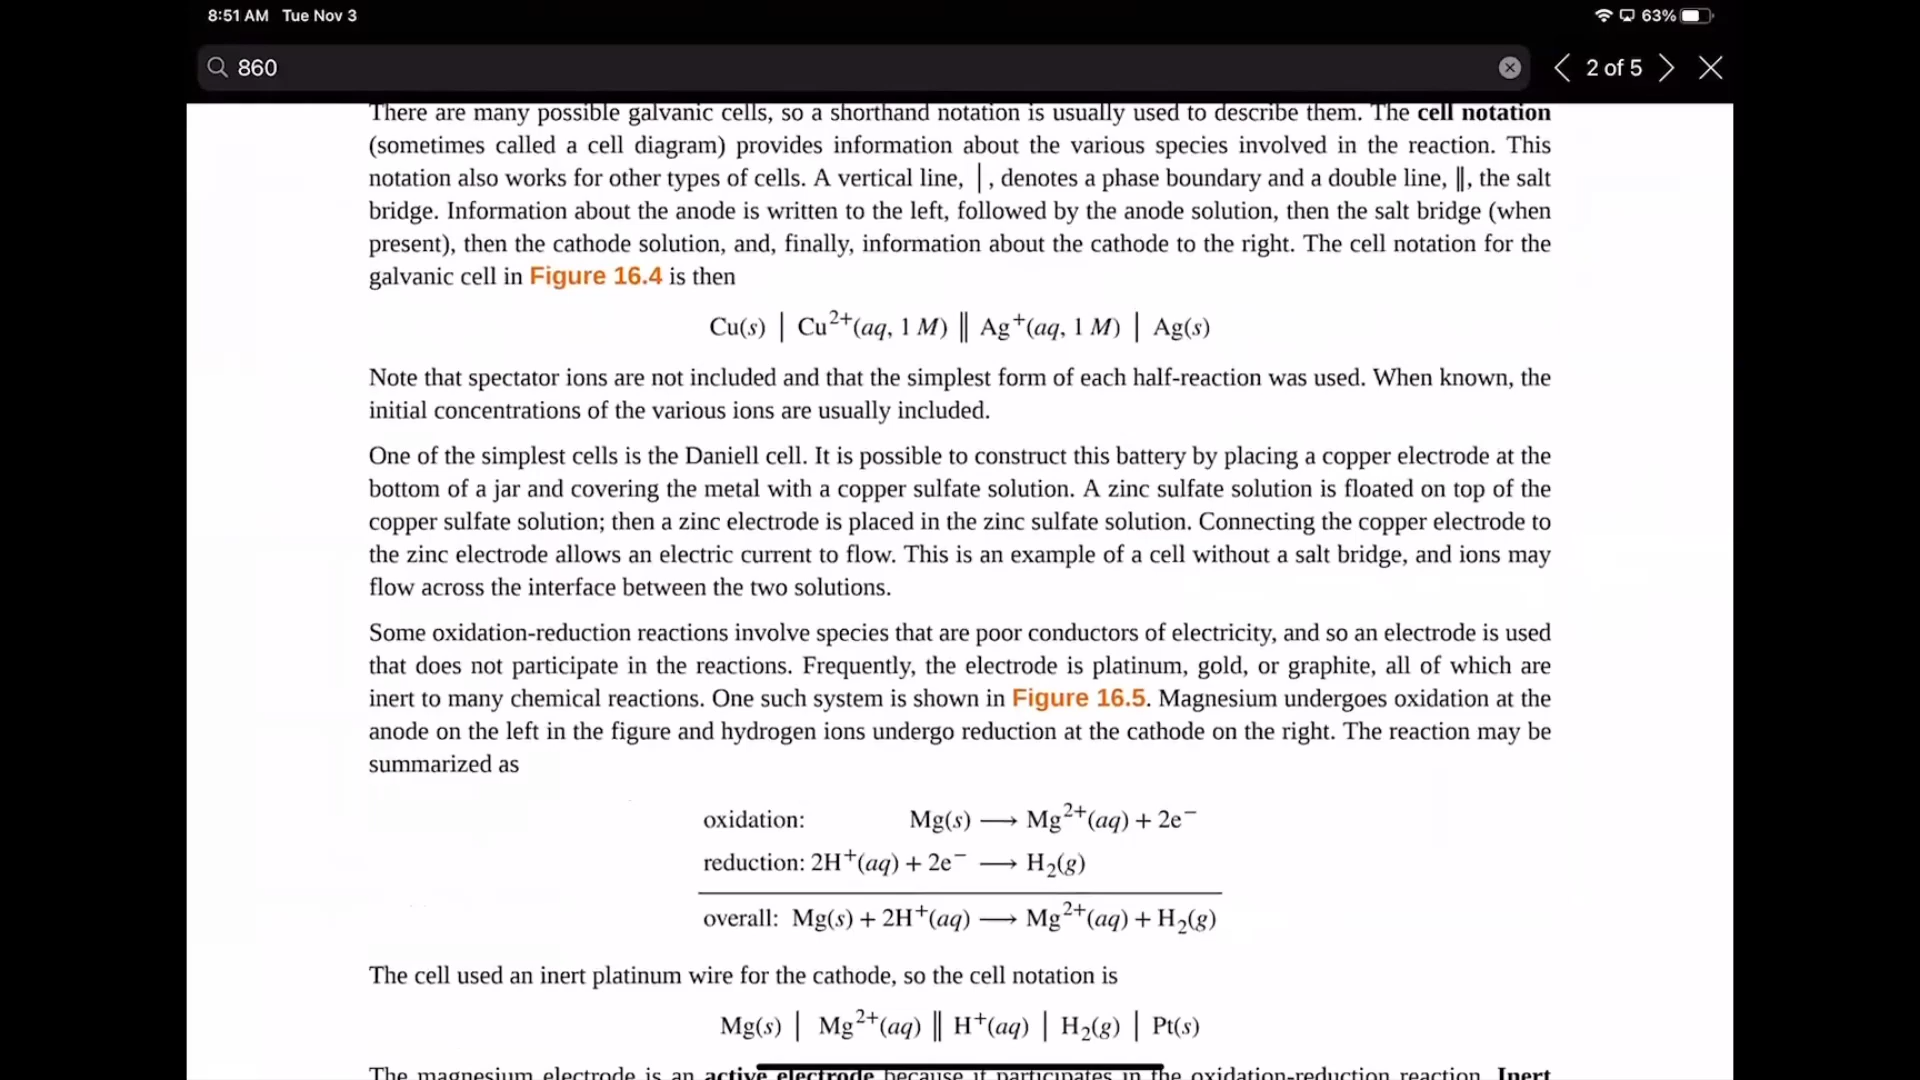 8:51 AM Tue Nov 3
63%
860
2 of 5
There are many possible galvanic cells, so a shorthand notation is usually used to describe them. The cell notation
(sometimes called a cell diagram) provides information about the various species involved in the reaction. This
notation also works for other types of cells. A vertical line, │, denotes a phase boundary and a double line, ‖, the salt
bridge. Information about the anode is written to the left, followed by the anode solution, then the salt bridge (when
present), then the cathode solution, and, finally, information about the cathode to the right. The cell notation for the
galvanic cell in Figure 16.4 is then
Cu(s) │ Cu²⁺(aq, 1 M) ‖ Ag⁺(aq, 1 M) │ Ag(s)
Note that spectator ions are not included and that the simplest form of each half-reaction was used. When known, the
initial concentrations of the various ions are usually included.
One of the simplest cells is the Daniell cell. It is possible to construct this battery by placing a copper electrode at the
bottom of a jar and covering the metal with a copper sulfate solution. A zinc sulfate solution is floated on top of the
copper sulfate solution; then a zinc electrode is placed in the zinc sulfate solution. Connecting the copper electrode to
the zinc electrode allows an electric current to flow. This is an example of a cell without a salt bridge, and ions may
flow across the interface between the two solutions.
Some oxidation-reduction reactions involve species that are poor conductors of electricity, and so an electrode is used
that does not participate in the reactions. Frequently, the electrode is platinum, gold, or graphite, all of which are
inert to many chemical reactions. One such system is shown in Figure 16.5. Magnesium undergoes oxidation at the
anode on the left in the figure and hydrogen ions undergo reduction at the cathode on the right. The reaction may be
summarized as
oxidation: Mg(s) ⟶ Mg²⁺(aq) + 2e⁻
reduction: 2H⁺(aq) + 2e⁻ ⟶ H₂(g)
overall: Mg(s) + 2H⁺(aq) ⟶ Mg²⁺(aq) + H₂(g)
The cell used an inert platinum wire for the cathode, so the cell notation is
Mg(s) │ Mg²⁺(aq) ‖ H⁺(aq) │ H₂(g) │ Pt(s)
The magnesium electrode is an active electrode because it participates in the oxidation-reduction reaction. Inert